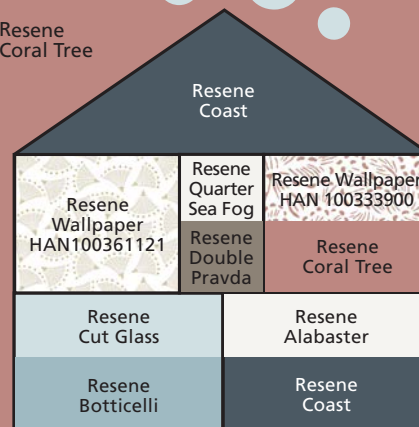 Resene
Coral Tree
Resene
Coast
Resene
Wallpaper
HAN100361121
Resene
Quarter
Sea Fog
Resene Wallpaper
HAN 100333900
Resene
Double
Pravda
Resene
Coral Tree
Resene
Cut Glass
Resene
Alabaster
Resene
Botticelli
Resene
Coast